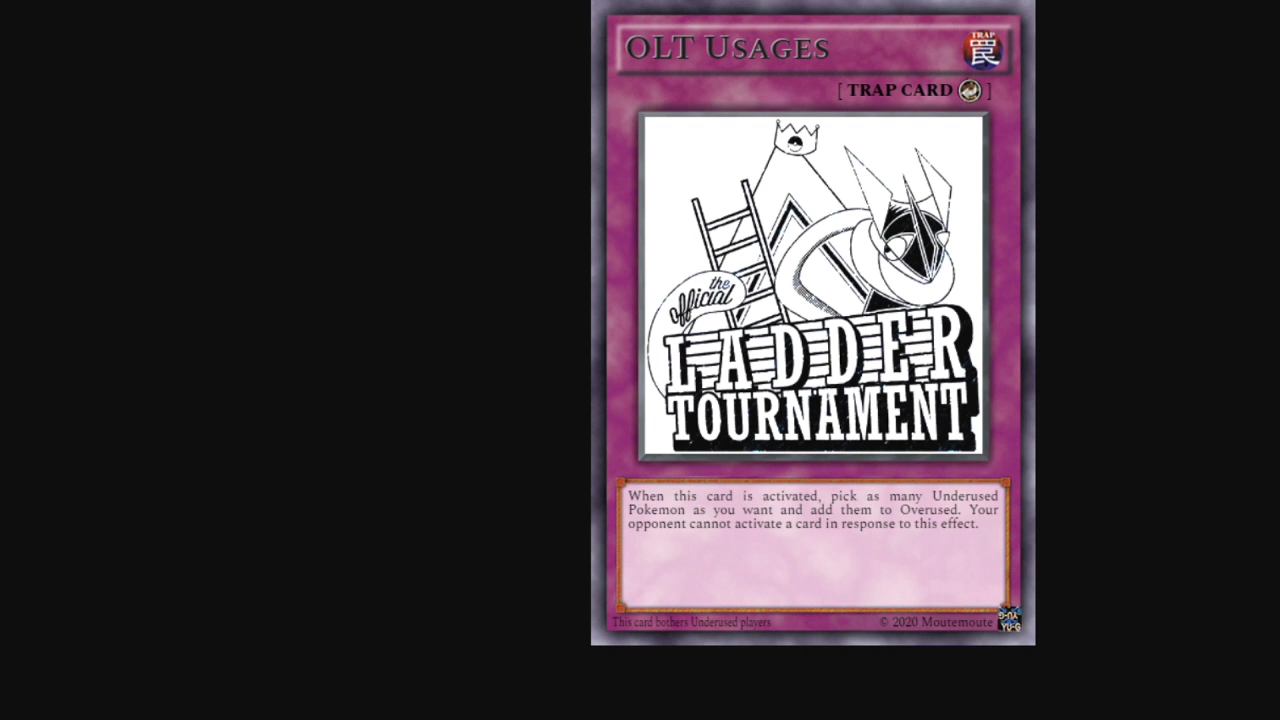 OLT Usages
TRAP
罠
[ TRAP CARD ]
the
official
LADDER
TOURNAMENT
When this card is activated, pick as many Underused
Pokemon as you want and add them to Overused. Your
opponent cannot activate a card in response to this effect.
This card bothers Underused players
© 2020 Moutemoute